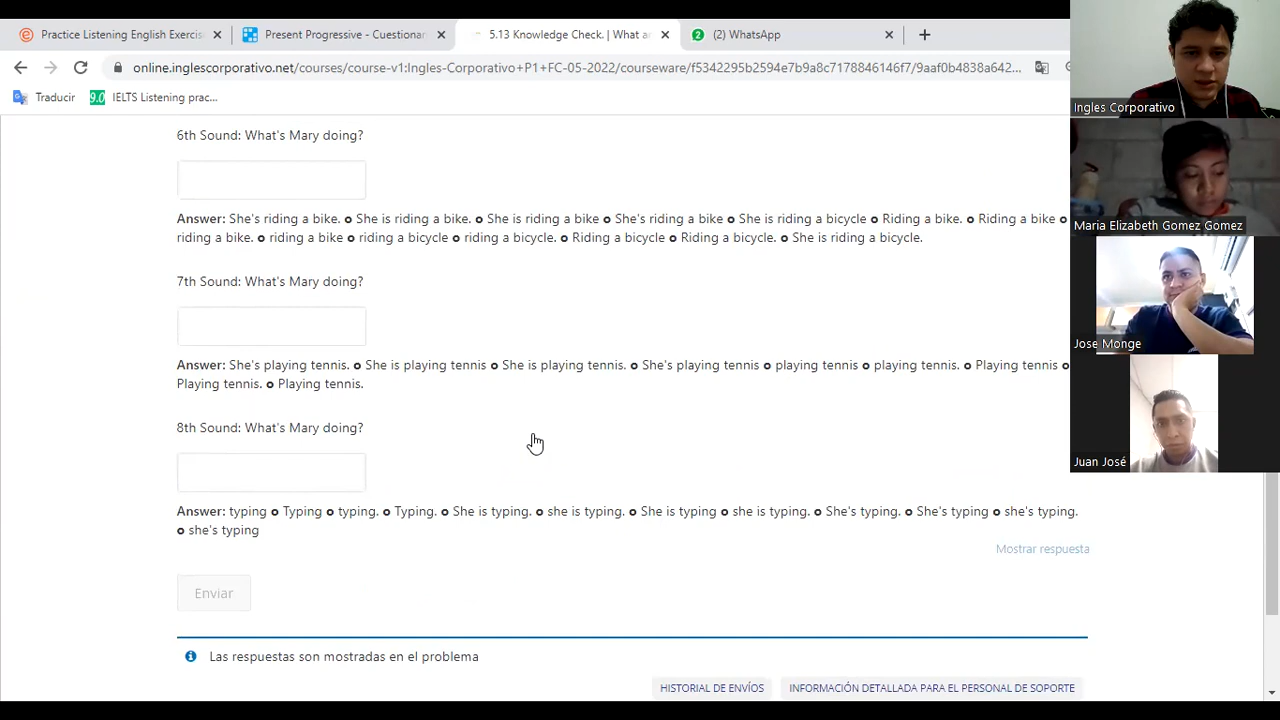 Practice Listening English Exercis
Present Progressive - Cuestionar
5.13 Knowledge Check. | What a
2
(2) WhatsApp
online.inglescorporativo.net/courses/course-v1:Ingles-Corporativo+P1+FC-05-2022/courseware/f5342295b2594e7b9a8c7178846146f7/9aaf0b4838a642...
Traducir
9.0 IELTS Listening prac...
Ingles Corporativo
Maria Elizabeth Gomez Gomez
Jose Monge
Juan José
6th Sound: What's Mary doing?
Answer: She's riding a bike. o She is riding a bike. o She is riding a bike o She's riding a bike o She is riding a bicycle o Riding a bike. o Riding a bike o
riding a bike. o riding a bike o riding a bicycle o riding a bicycle. o Riding a bicycle o Riding a bicycle. o She is riding a bicycle.
7th Sound: What's Mary doing?
Answer: She's playing tennis. o She is playing tennis o She is playing tennis. o She's playing tennis o playing tennis o playing tennis. o Playing tennis o
Playing tennis. o Playing tennis.
8th Sound: What's Mary doing?
Answer: typing o Typing o typing. o Typing. o She is typing. o she is typing. o She is typing o she is typing. o She's typing. o She's typing o she's typing.
o she's typing
Mostrar respuesta
Enviar
Las respuestas son mostradas en el problema
HISTORIAL DE ENVÍOS
INFORMACIÓN DETALLADA PARA EL PERSONAL DE SOPORTE